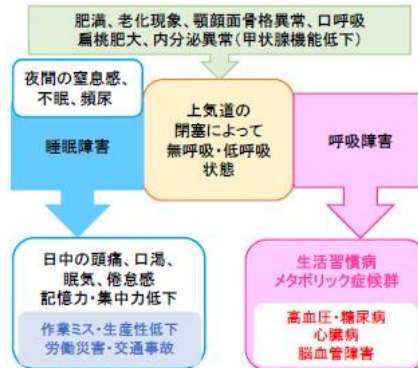 肥満、老化現象、顎顔面骨格異常、口呼吸
扁桃肥大、内分泌異常(甲状腺機能低下)
夜間の窒息感、
不眠、頻尿
睡眠障害
上気道の
閉塞によって
無呼吸・低呼吸
状態
呼吸障害
日中の頭痛、口渇、
眠気、倦怠感
記憶力・集中力低下
作業ミス・生産性低下
労働災害・交通事故
生活習慣病
メタボリック症候群
高血圧・糖尿病
心臓病
脳血管障害